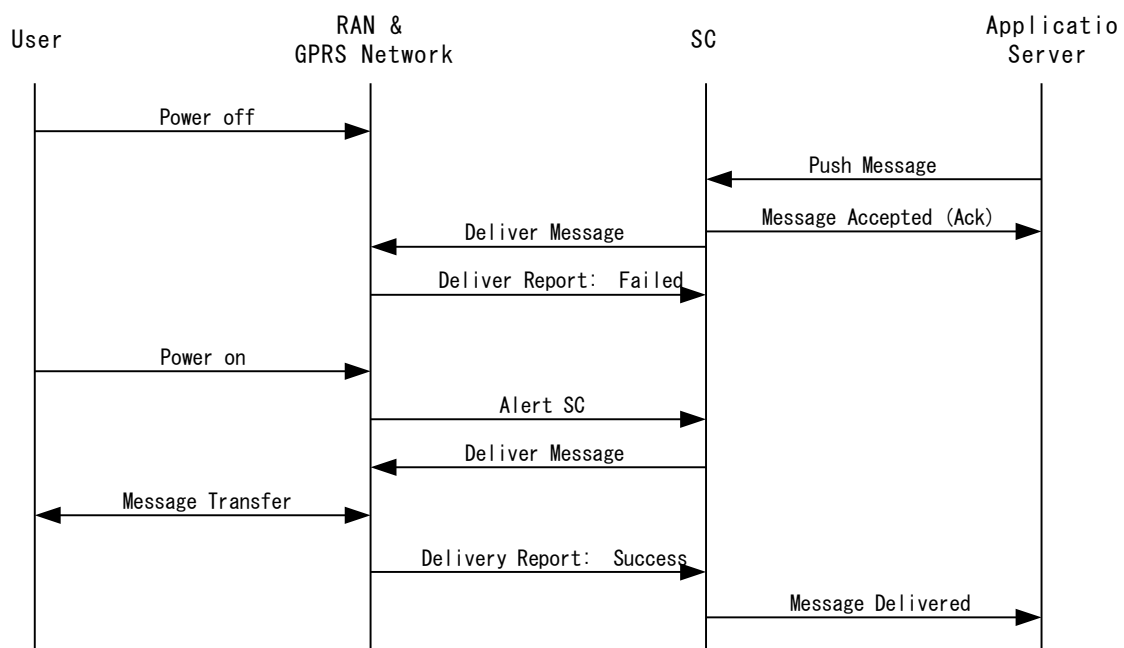 User
RAN &
GPRS Network
SC
Applicatio
Server
Power off
Push Message
Message Accepted (Ack)
Deliver Message
Deliver Report: Failed
Power on
Alert SC
Deliver Message
Message Transfer
Delivery Report: Success
Message Delivered